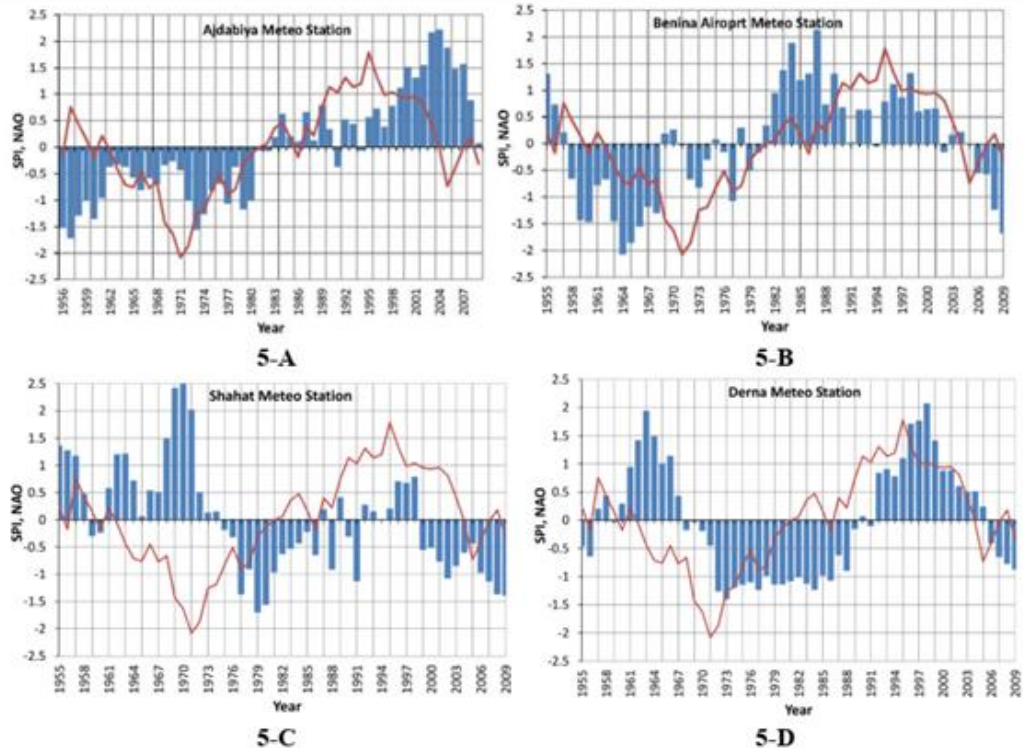 Ajdabiya Meteo Station
SPI, NAO
2.5
2
1.5
1
0.5
0
-0.5
-1
-1.5
-2
-2.5
1956 1959 1962 1965 1968 1971 1974 1977 1980 1983 1986 1989 1992 1995 1998 2001 2004 2007
Year
5-A
Benina Airoprt Meteo Station
SPI, NAO
2.5
2
1.5
1
0.5
0
-0.5
-1
-1.5
-2
-2.5
1955 1958 1961 1964 1967 1970 1973 1976 1979 1982 1985 1988 1991 1994 1997 2000 2003 2006 2009
Year
5-B
Shahat Meteo Station
SPI, NAO
2.5
2
1.5
1
0.5
0
-0.5
-1
-1.5
-2
-2.5
1955 1958 1961 1964 1967 1970 1973 1976 1979 1982 1985 1988 1991 1994 1997 2000 2003 2006 2009
Year
5-C
Derna Meteo Station
SPI, NAO
2.5
2
1.5
1
0.5
0
-0.5
-1
-1.5
-2
-2.5
1955 1958 1961 1964 1967 1970 1973 1976 1979 1982 1985 1988 1991 1994 1997 2000 2003 2006 2009
Year
5-D